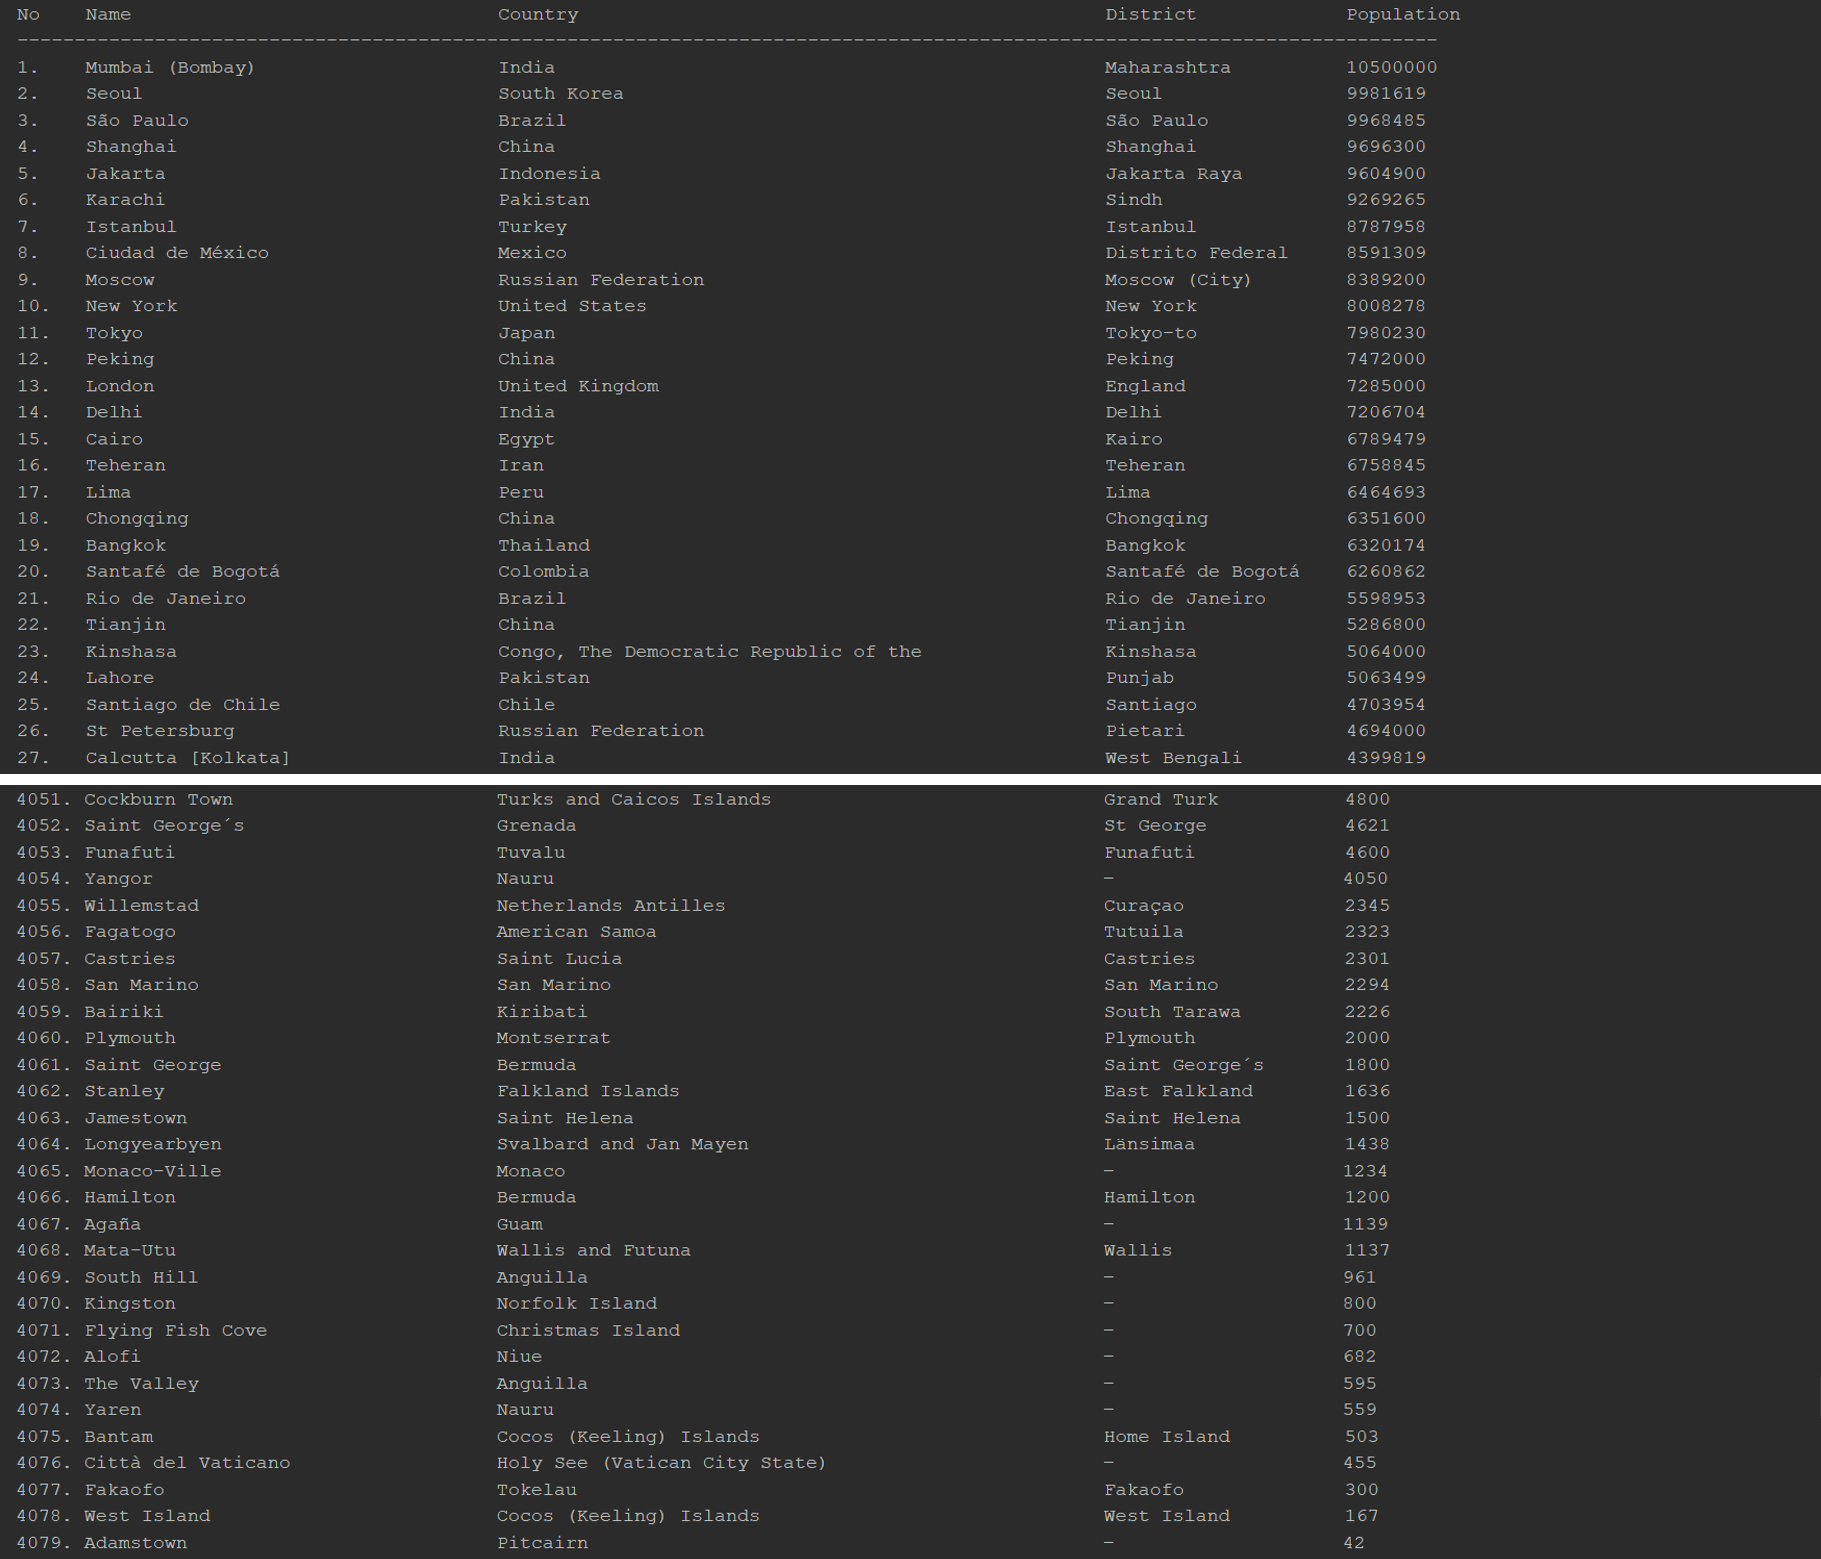 No Name Country District Population
-----------------------------------------------------------------------------------------------------------------------------
1. Mumbai (Bombay) India Maharashtra 10500000
2. Seoul South Korea Seoul 9981619
3. São Paulo Brazil São Paulo 9968485
4. Shanghai China Shanghai 9696300
5. Jakarta Indonesia Jakarta Raya 9604900
6. Karachi Pakistan Sindh 9269265
7. Istanbul Turkey Istanbul 8787958
8. Ciudad de México Mexico Distrito Federal 8591309
9. Moscow Russian Federation Moscow (City) 8389200
10. New York United States New York 8008278
11. Tokyo Japan Tokyo-to 7980230
12. Peking China Peking 7472000
13. London United Kingdom England 7285000
14. Delhi India Delhi 7206704
15. Cairo Egypt Kairo 6789479
16. Teheran Iran Teheran 6758845
17. Lima Peru Lima 6464693
18. Chongqing China Chongqing 6351600
19. Bangkok Thailand Bangkok 6320174
20. Santafé de Bogotá Colombia Santafé de Bogotá 6260862
21. Rio de Janeiro Brazil Rio de Janeiro 5598953
22. Tianjin China Tianjin 5286800
23. Kinshasa Congo, The Democratic Republic of the Kinshasa 5064000
24. Lahore Pakistan Punjab 5063499
25. Santiago de Chile Chile Santiago 4703954
26. St Petersburg Russian Federation Pietari 4694000
27. Calcutta [Kolkata] India West Bengali 4399819
4051. Cockburn Town Turks and Caicos Islands Grand Turk 4800
4052. Saint George´s Grenada St George 4621
4053. Funafuti Tuvalu Funafuti 4600
4054. Yangor Nauru – 4050
4055. Willemstad Netherlands Antilles Curaçao 2345
4056. Fagatogo American Samoa Tutuila 2323
4057. Castries Saint Lucia Castries 2301
4058. San Marino San Marino San Marino 2294
4059. Bairiki Kiribati South Tarawa 2226
4060. Plymouth Montserrat Plymouth 2000
4061. Saint George Bermuda Saint George´s 1800
4062. Stanley Falkland Islands East Falkland 1636
4063. Jamestown Saint Helena Saint Helena 1500
4064. Longyearbyen Svalbard and Jan Mayen Länsimaa 1438
4065. Monaco-Ville Monaco – 1234
4066. Hamilton Bermuda Hamilton 1200
4067. Agaña Guam – 1139
4068. Mata-Utu Wallis and Futuna Wallis 1137
4069. South Hill Anguilla – 961
4070. Kingston Norfolk Island – 800
4071. Flying Fish Cove Christmas Island – 700
4072. Alofi Niue – 682
4073. The Valley Anguilla – 595
4074. Yaren Nauru – 559
4075. Bantam Cocos (Keeling) Islands Home Island 503
4076. Città del Vaticano Holy See (Vatican City State) – 455
4077. Fakaofo Tokelau Fakaofo 300
4078. West Island Cocos (Keeling) Islands West Island 167
4079. Adamstown Pitcairn – 42